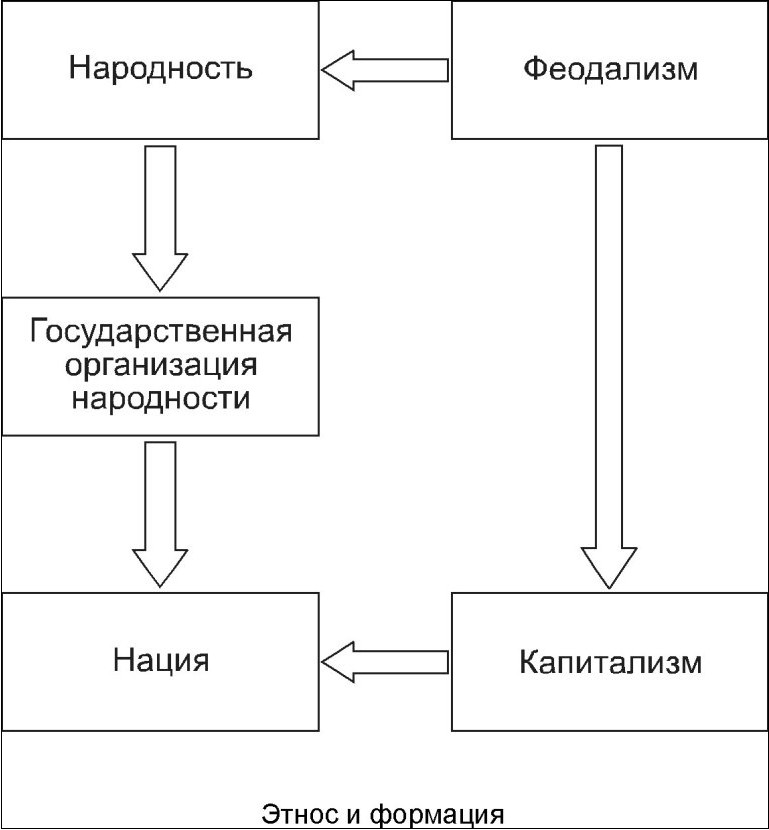 Народность
Феодализм
Государственная
организация
народности
Нация
Капитализм
Этнос и формация